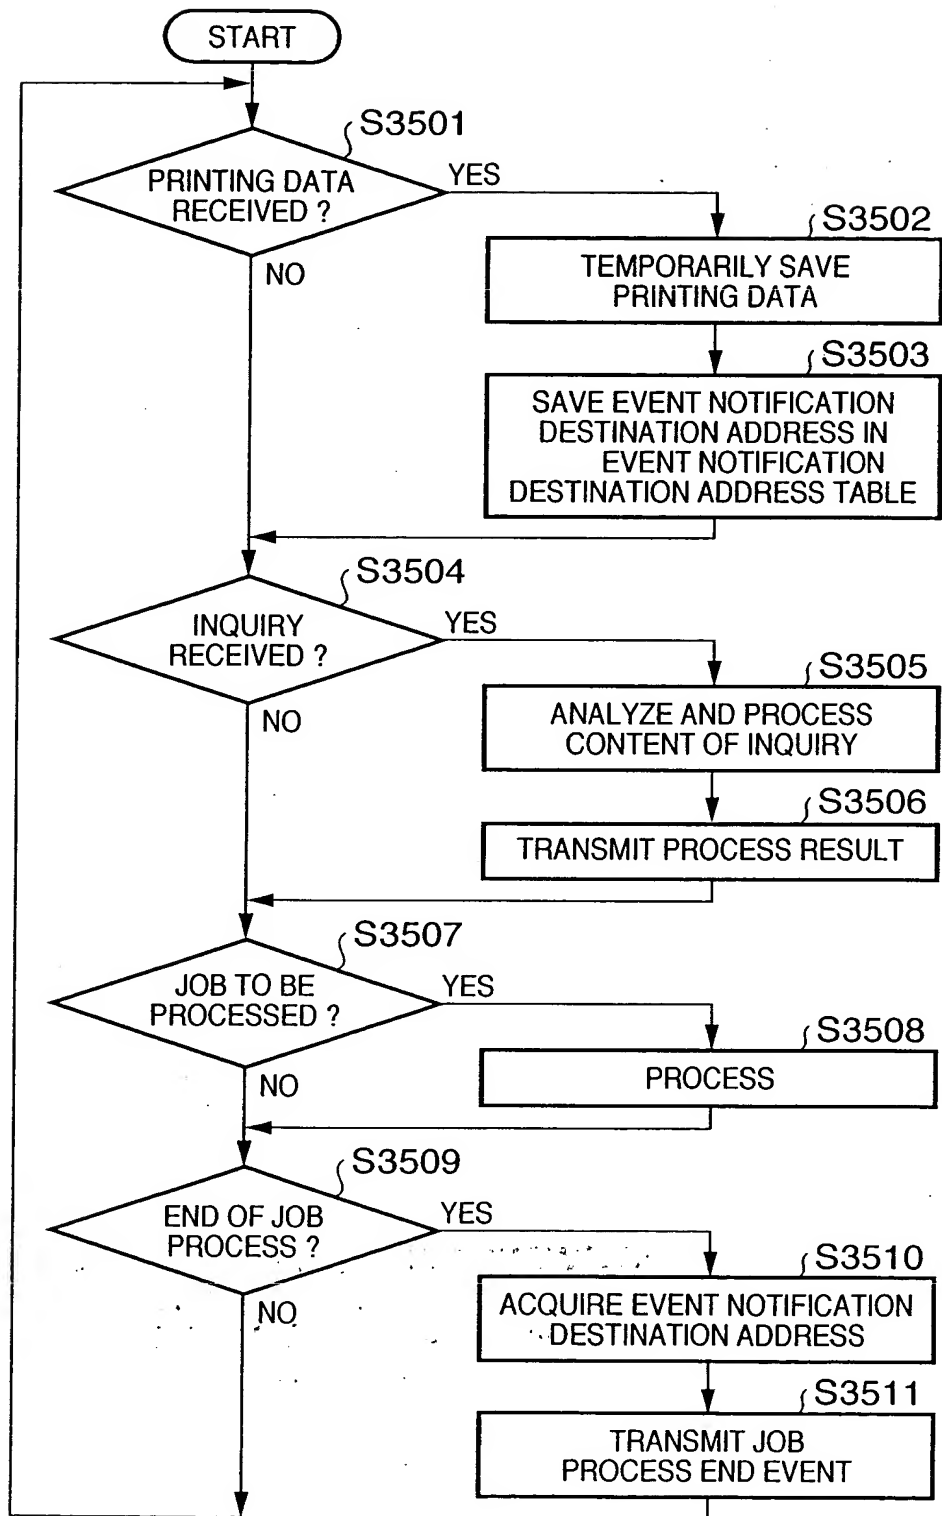 START
S3501
PRINTING DATA
RECEIVED ?
YES
NO
S3502
TEMPORARILY SAVE
PRINTING DATA
S3503
SAVE EVENT NOTIFICATION
DESTINATION ADDRESS IN
EVENT NOTIFICATION
DESTINATION ADDRESS TABLE
S3504
INQUIRY
RECEIVED ?
YES
NO
S3505
ANALYZE AND PROCESS
CONTENT OF INQUIRY
S3506
TRANSMIT PROCESS RESULT
S3507
JOB TO BE
PROCESSED ?
YES
NO
S3508
PROCESS
S3509
END OF JOB
PROCESS ?
YES
NO
S3510
ACQUIRE EVENT NOTIFICATION
DESTINATION ADDRESS
S3511
TRANSMIT JOB
PROCESS END EVENT